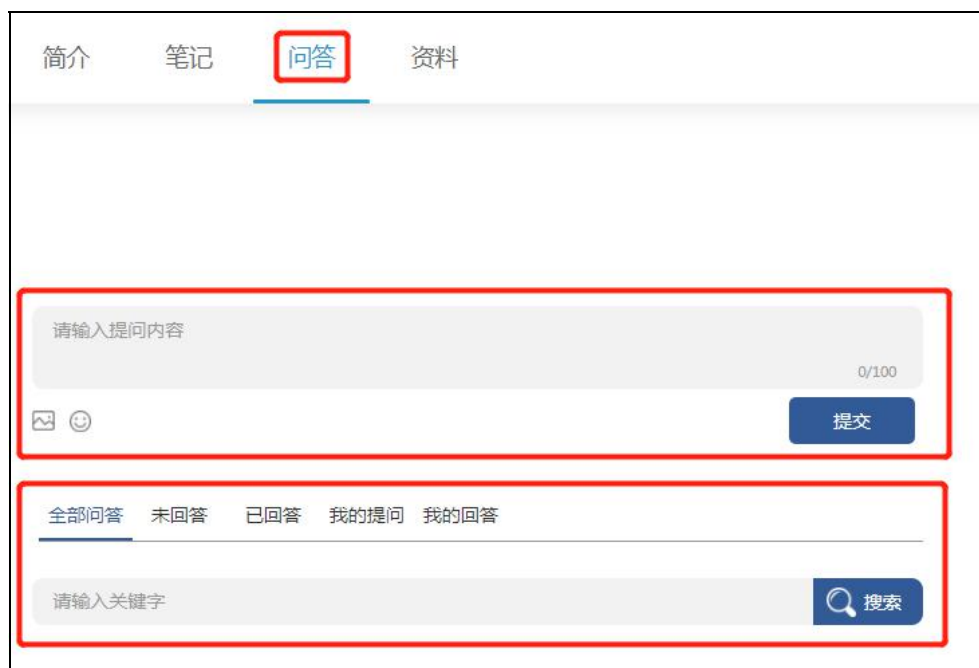 简介 笔记 问答 资料
请输入提问内容
0/100
提交
全部问答 未回答 已回答 我的提问 我的回答
请输入关键字 搜索